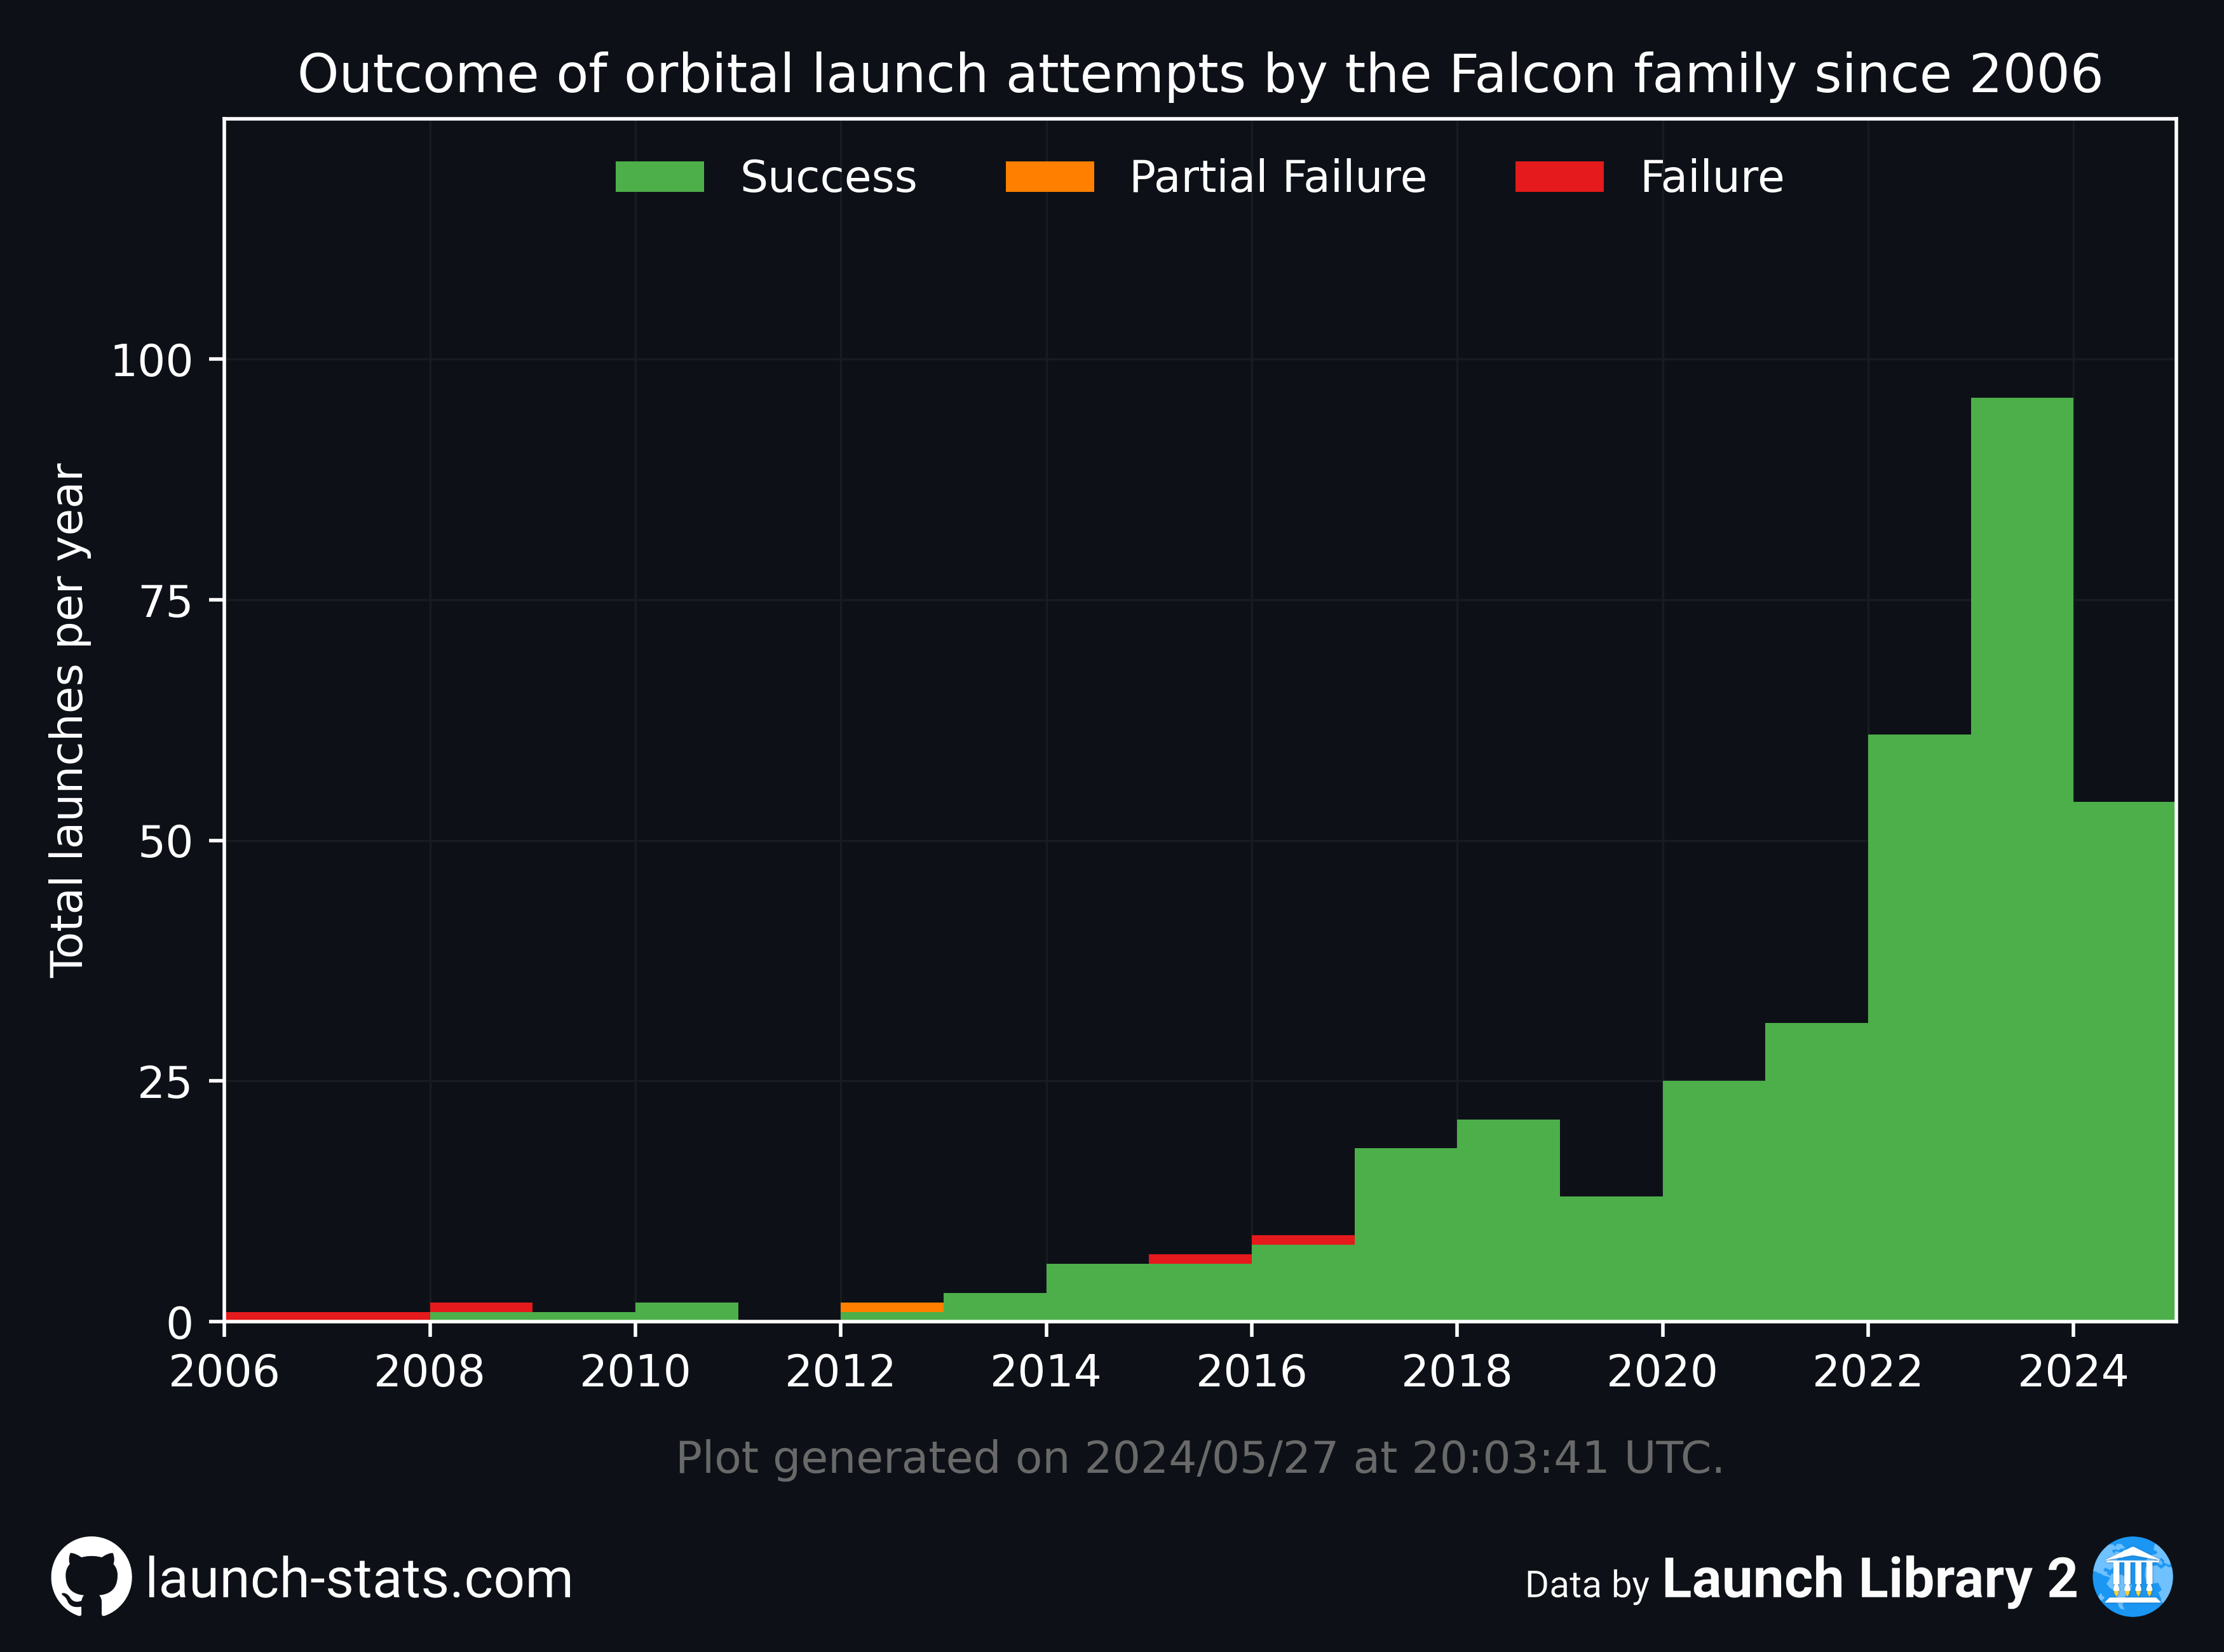 Outcome of orbital launch attempts by the Falcon family since 2006
Success Partial Failure Failure
Total launches per year
100
75
50
25
0
2006 2008 2010 2012 2014 2016 2018 2020 2022 2024
Plot generated on 2024/05/27 at 20:03:41 UTC.
launch-stats.com
Data by Launch Library 2